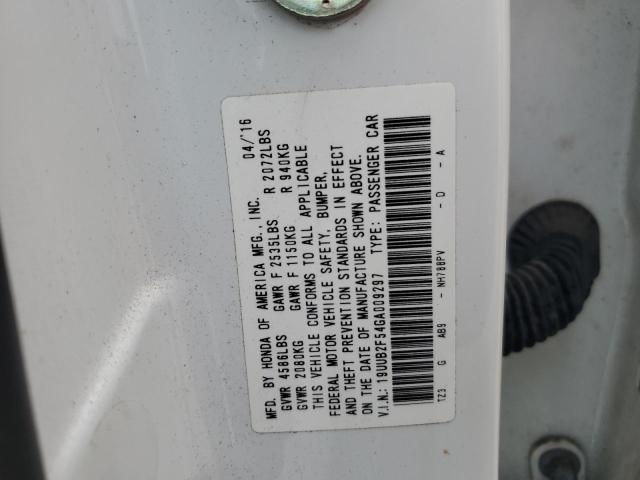 MFD. BY HONDA OF AMERICA MFG., INC. 04/'16
GVWR 4586LBS GAWR F 2535LBS R 2072LBS
GVWR 2080KG GAWR F 1150KG R 940KG
THIS VEHICLE CONFORMS TO ALL APPLICABLE
FEDERAL MOTOR VEHICLE SAFETY, BUMPER,
AND THEFT PREVENTION STANDARDS IN EFFECT
ON THE DATE OF MANUFACTURE SHOWN ABOVE.
V.I.N.: 19UUB2F54GA009297 TYPE: PASSENGER CAR
TZ3 G AB9 - NH788PV - D - A